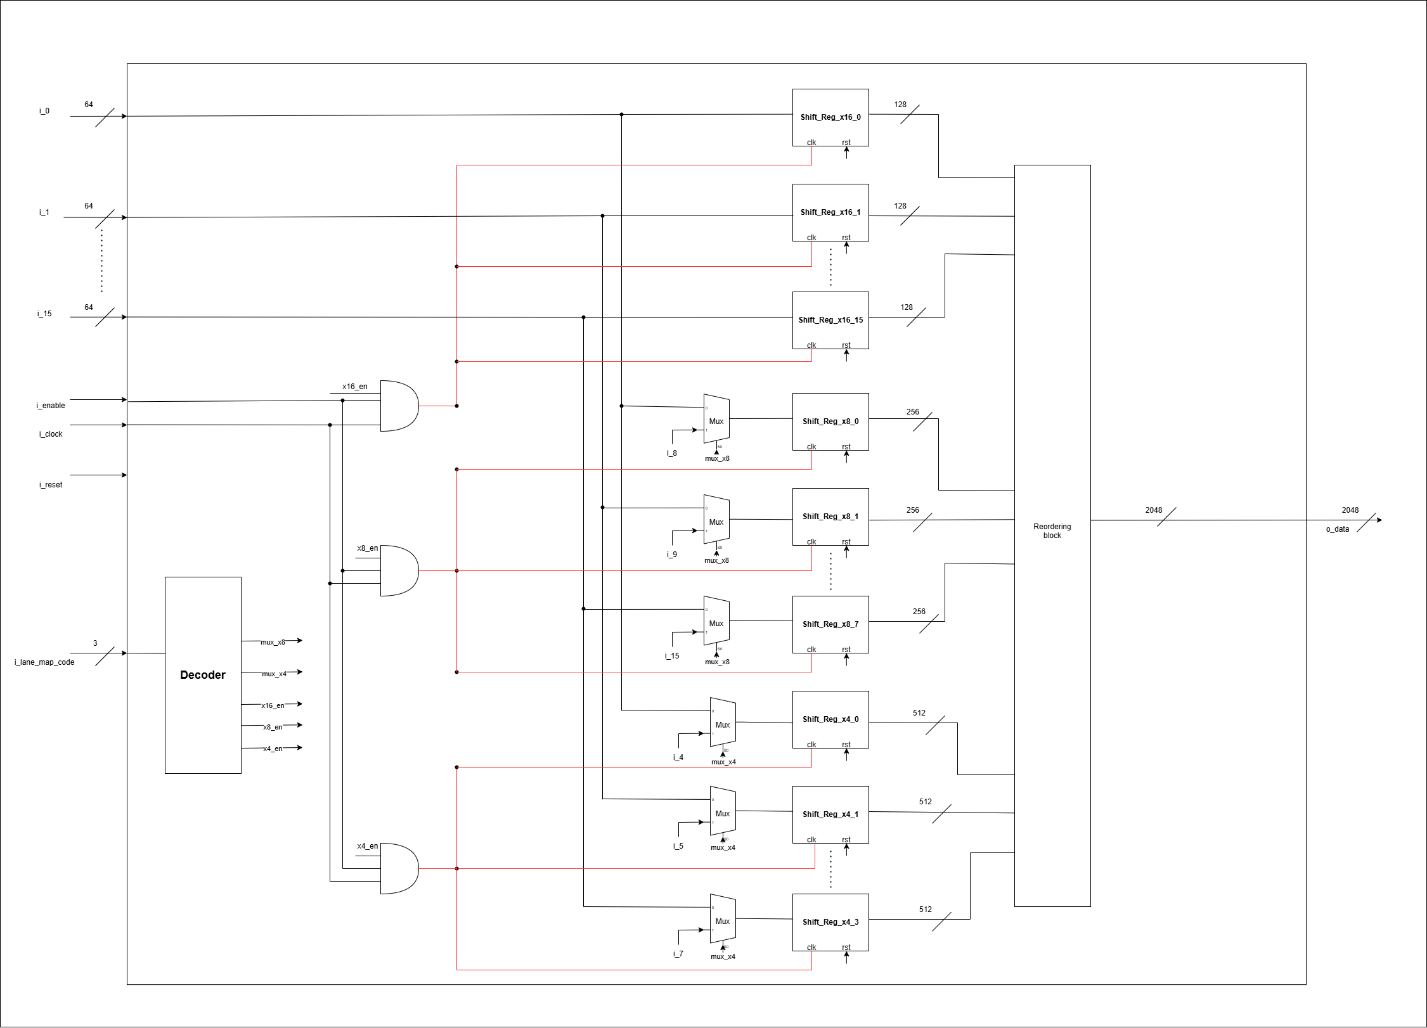 i_0
64
Shift_Reg_x16_0
clk
rst
128
i_1
64
Shift_Reg_x16_1
clk
rst
128
i_15
64
Shift_Reg_x16_15
clk
rst
128
x16_en
i_enable
i_clock
i_reset
Mux
i_8
mux_x8
Shift_Reg_x8_0
clk
rst
256
x8_en
Mux
i_9
mux_x8
Shift_Reg_x8_1
clk
rst
256
Reordering
block
2048
2048
o_data
Mux
i_15
mux_x8
Shift_Reg_x8_7
clk
rst
256
3
i_lane_map_code
Decoder
mux_x8
mux_x4
x16_en
x8_en
x4_en
Mux
i_4
mux_x4
Shift_Reg_x4_0
clk
rst
512
x4_en
Mux
i_5
mux_x4
Shift_Reg_x4_1
clk
rst
512
Mux
i_7
mux_x4
Shift_Reg_x4_3
clk
rst
512